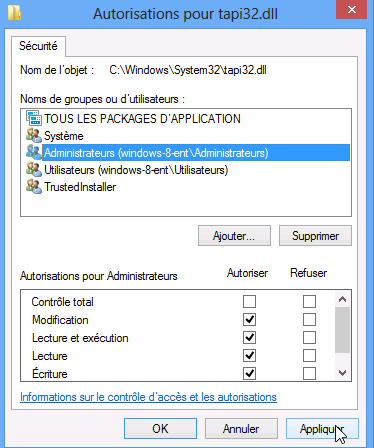 Autorisations pour tapi32.dll
Sécurité
Nom de l'objet : C:\Windows\System32\tapi32.dll
Noms de groupes ou d'utilisateurs :
TOUS LES PACKAGES D'APPLICATION
Système
Administrateurs (windows-8-ent\Administrateurs)
Utilisateurs (windows-8-ent\Utilisateurs)
TrustedInstaller
Ajouter... Supprimer
Autorisations pour Administrateurs Autoriser Refuser
Contrôle total
Modification
Lecture et exécution
Lecture
Écriture
Informations sur le contrôle d'accès et les autorisations
OK Annuler Appliquer